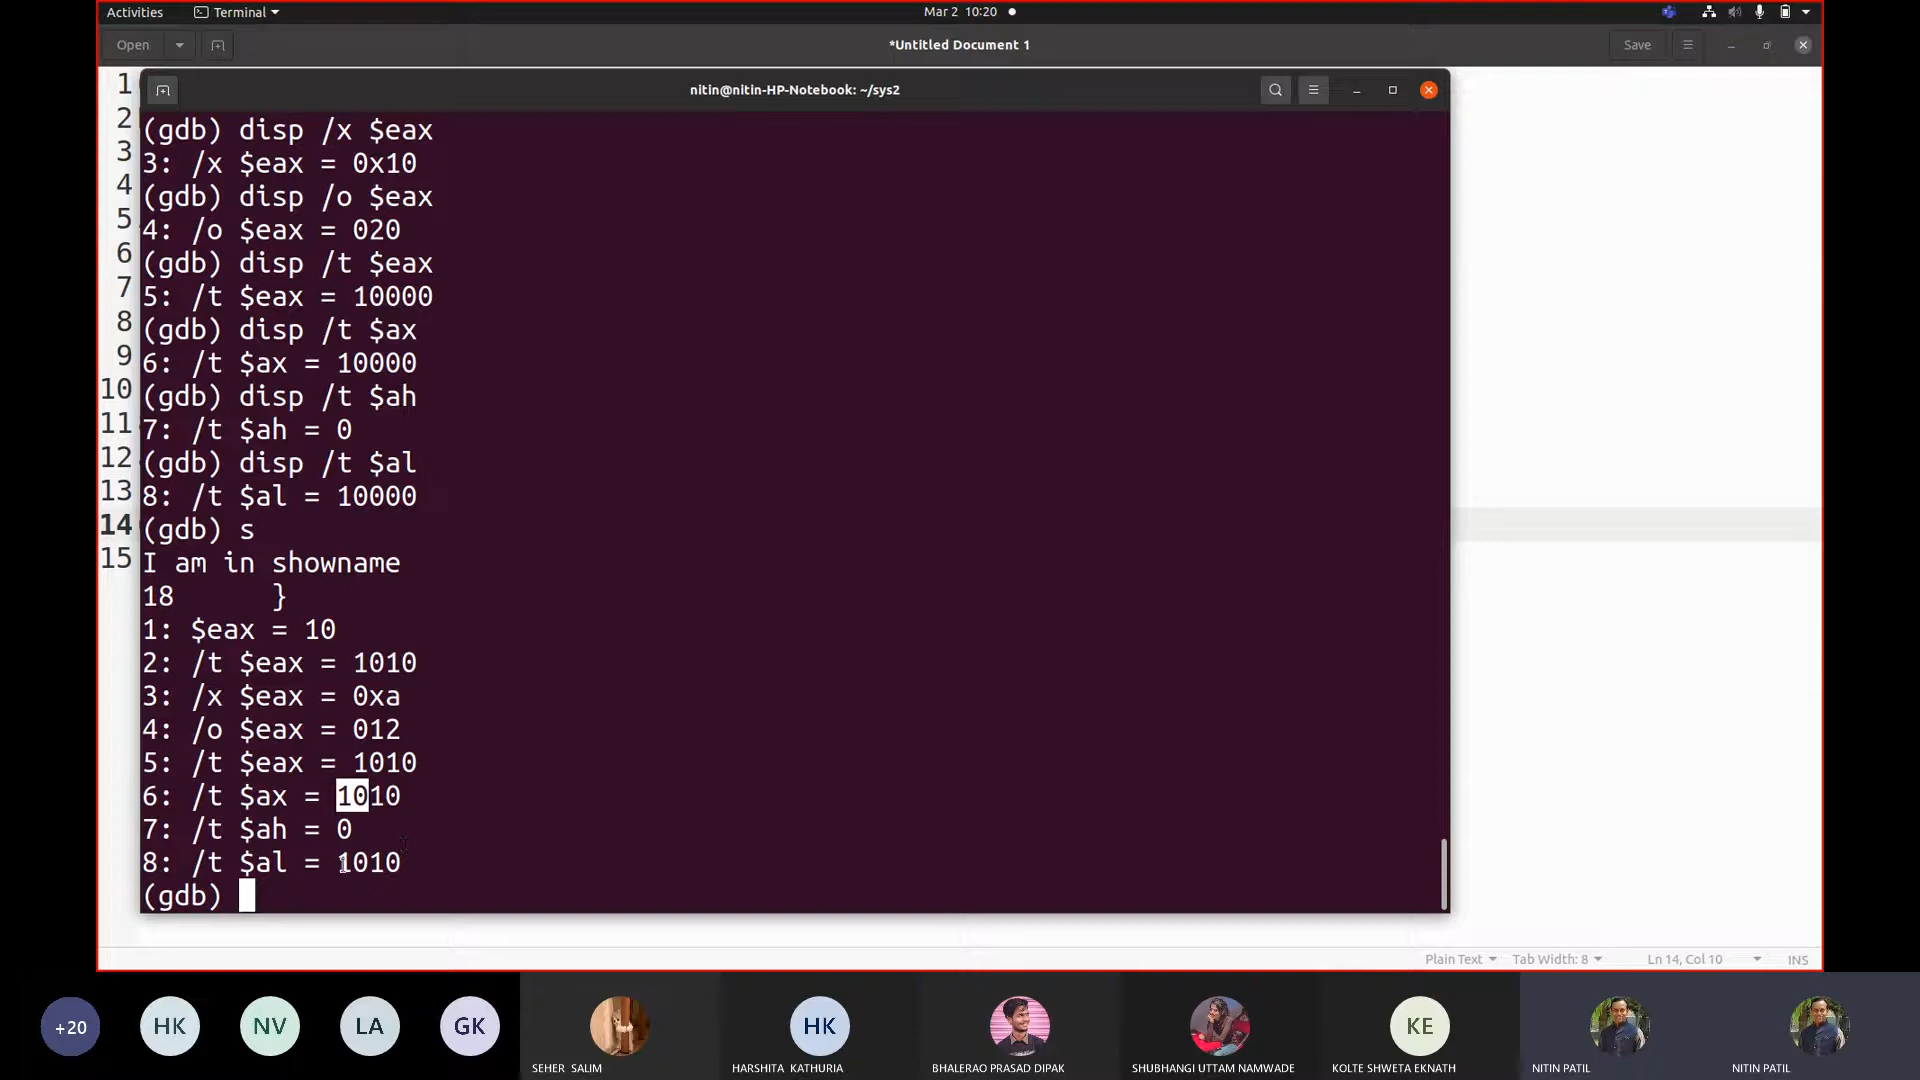 Activities
Terminal
Mar 2 10:20
Open
*Untitled Document 1
Save
nitin@nitin-HP-Notebook: ~/sys2
1
2
3
4
5
6
7
8
9
10
11
12
13
14
15
(gdb) disp /x $eax
3: /x $eax = 0x10
(gdb) disp /o $eax
4: /o $eax = 020
(gdb) disp /t $eax
5: /t $eax = 10000
(gdb) disp /t $ax
6: /t $ax = 10000
(gdb) disp /t $ah
7: /t $ah = 0
(gdb) disp /t $al
8: /t $al = 10000
(gdb) s
I am in showname
18 }
1: $eax = 10
2: /t $eax = 1010
3: /x $eax = 0xa
4: /o $eax = 012
5: /t $eax = 1010
6: /t $ax = 1010
7: /t $ah = 0
8: /t $al = 1010
(gdb)
Plain Text
Tab Width: 8
Ln 14, Col 10
INS
+20
HK
NV
LA
GK
HK
KE
SEHER SALIM
HARSHITA KATHURIA
BHALERAO PRASAD DIPAK
SHUBHANGI UTTAM NAMWADE
KOLTE SHWETA EKNATH
NITIN PATIL
NITIN PATIL